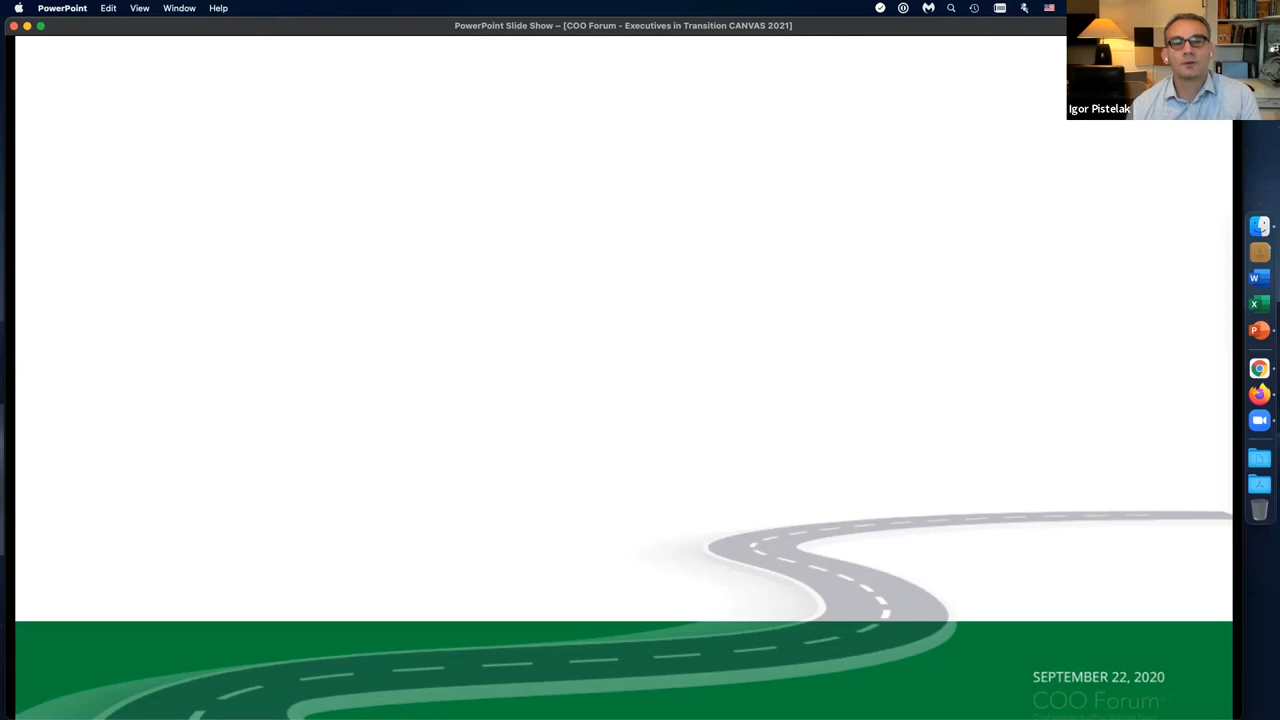 PowerPoint Edit View Window Help
PowerPoint Slide Show – [COO Forum - Executives in Transition CANVAS 2021]
Igor Pistelak
W
X
P
SEPTEMBER 22, 2020
COO Forum